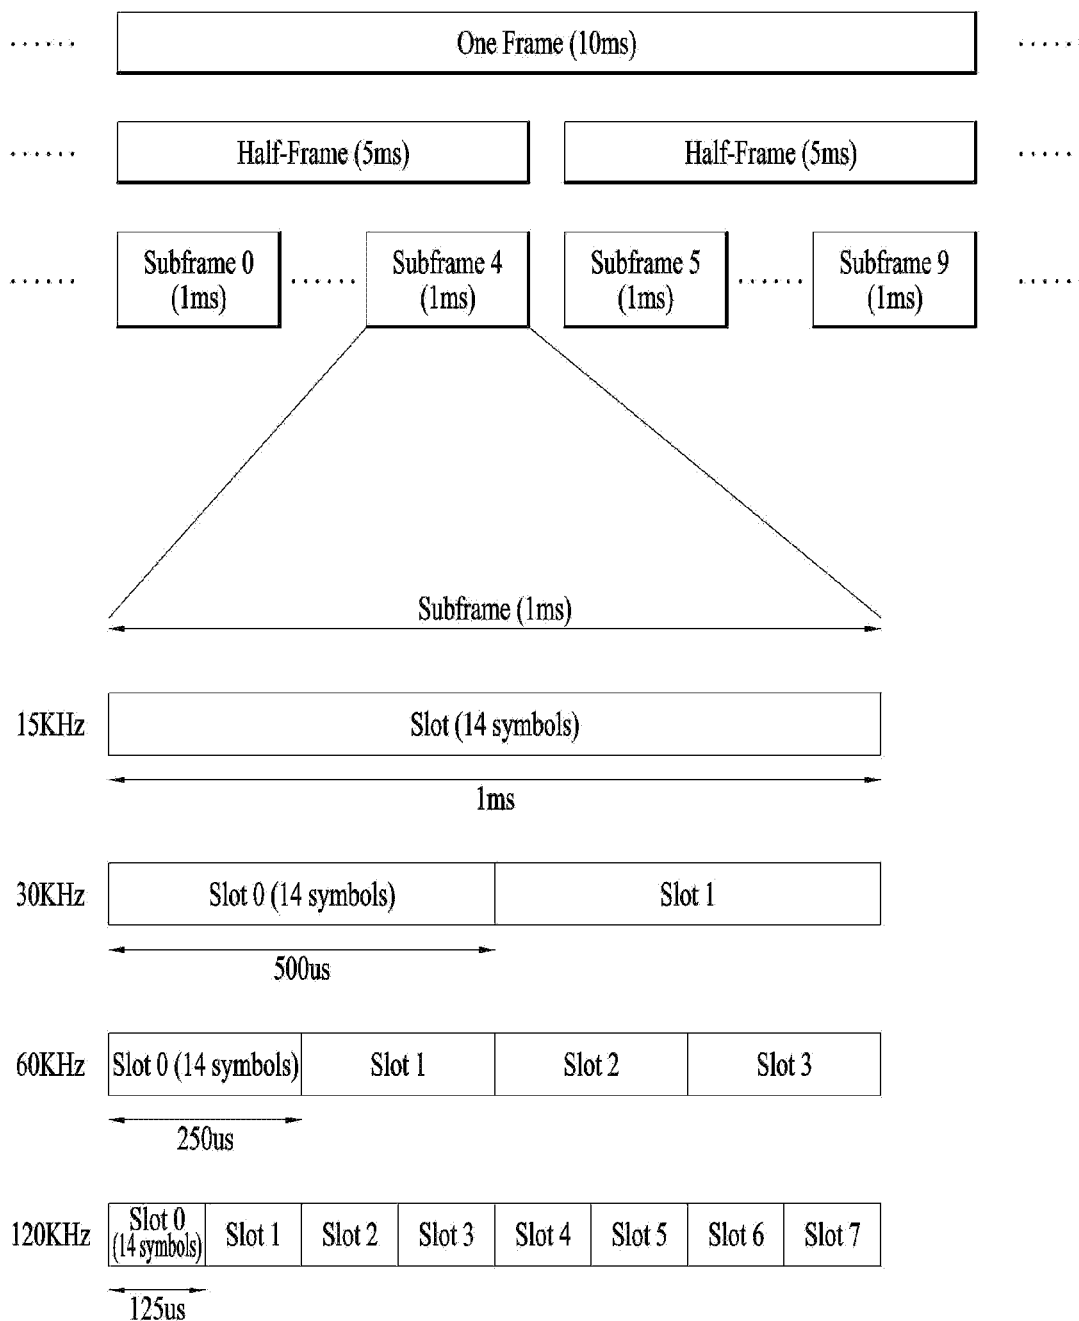 One Frame (10ms)
Half-Frame (5ms)
Half-Frame (5ms)
Subframe 0
(1ms)
Subframe 4
(1ms)
Subframe 5
(1ms)
Subframe 9
(1ms)
Subframe (1ms)
15KHz
Slot (14 symbols)
1ms
30KHz
Slot 0 (14 symbols)
Slot 1
500us
60KHz
Slot 0 (14 symbols)
Slot 1
Slot 2
Slot 3
250us
120KHz
Slot 0
(14 symbols)
Slot 1
Slot 2
Slot 3
Slot 4
Slot 5
Slot 6
Slot 7
125us